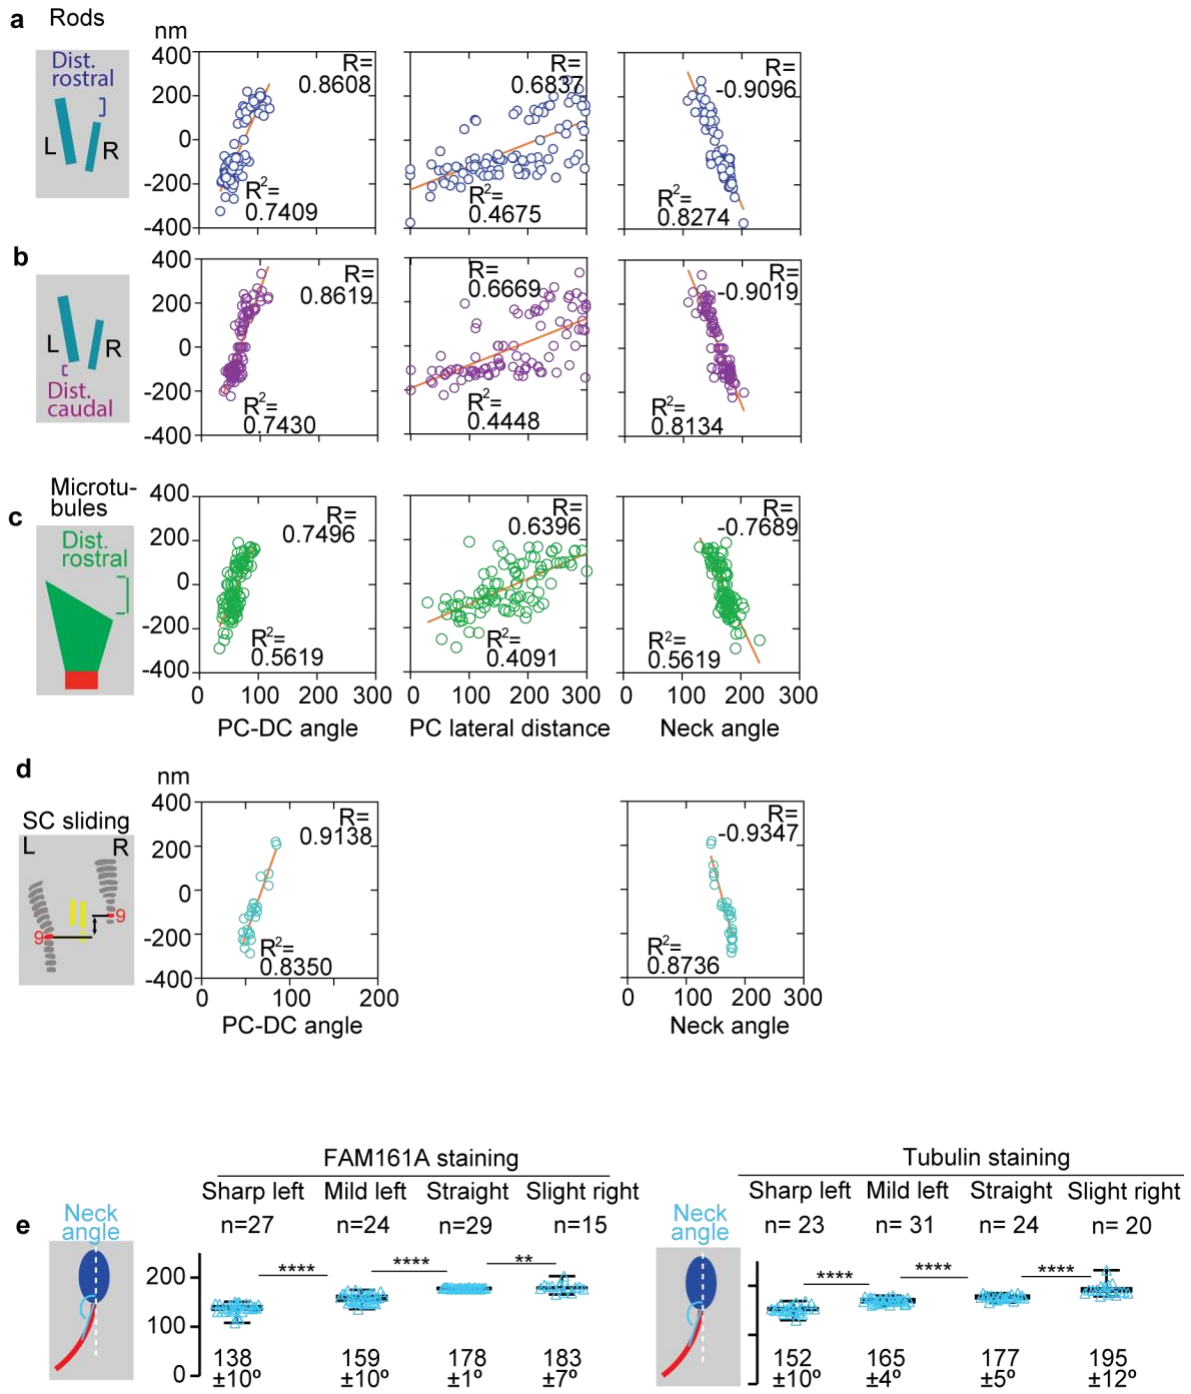 a Rods
nm
Dist.
rostral
L R
400
200
0
-200
-400
R=
0.8608
R²=
0.7409
R=
0.6837
R²=
0.4675
R=
-0.9096
R²=
0.8274
b
L R
Dist.
caudal
400
200
0
-200
-400
R=
0.8619
R²=
0.7430
R=
0.6669
R²=
0.4448
R=
-0.9019
R²=
0.8134
c Microtu-
bules
Dist.
rostral
400
200
0
-200
-400
R=
0.7496
R²=
0.5619
R=
0.6396
R²=
0.4091
R=
-0.7689
R²=
0.5619
0 100 200 300
PC-DC angle
0 100 200 300
PC lateral distance
0 100 200 300
Neck angle
d
nm
SC sliding
L R
9
9
400
200
0
-200
-400
R=
0.9138
R²=
0.8350
0 100 200
PC-DC angle
R=
-0.9347
R²=
0.8736
0 100 200 300
Neck angle
e
FAM161A staining
Sharp left Mild left Straight Slight right
n=27 n=24 n=29 n=15
Neck
angle
200
100
0
**** **** **
138 159 178 183
±10º ±10º ±1º ±7º
Tubulin staining
Sharp left Mild left Straight Slight right
n= 23 n= 31 n= 24 n= 20
Neck
angle
**** **** ****
152 165 177 195
±10º ±4º ±5º ±12º